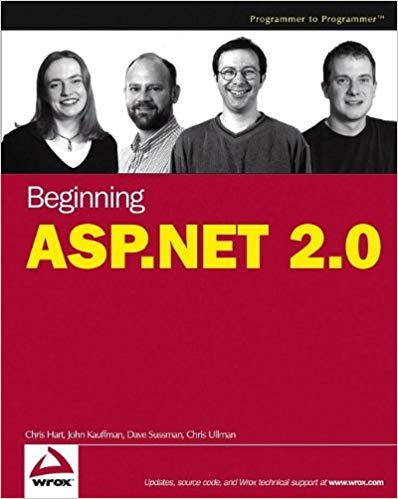 Programmer to Programmer™
Beginning
ASP.NET 2.0
Chris Hart, John Kauffman, Dave Sussman, Chris Ullman
wrox
Updates, source code, and Wrox technical support at www.wrox.com